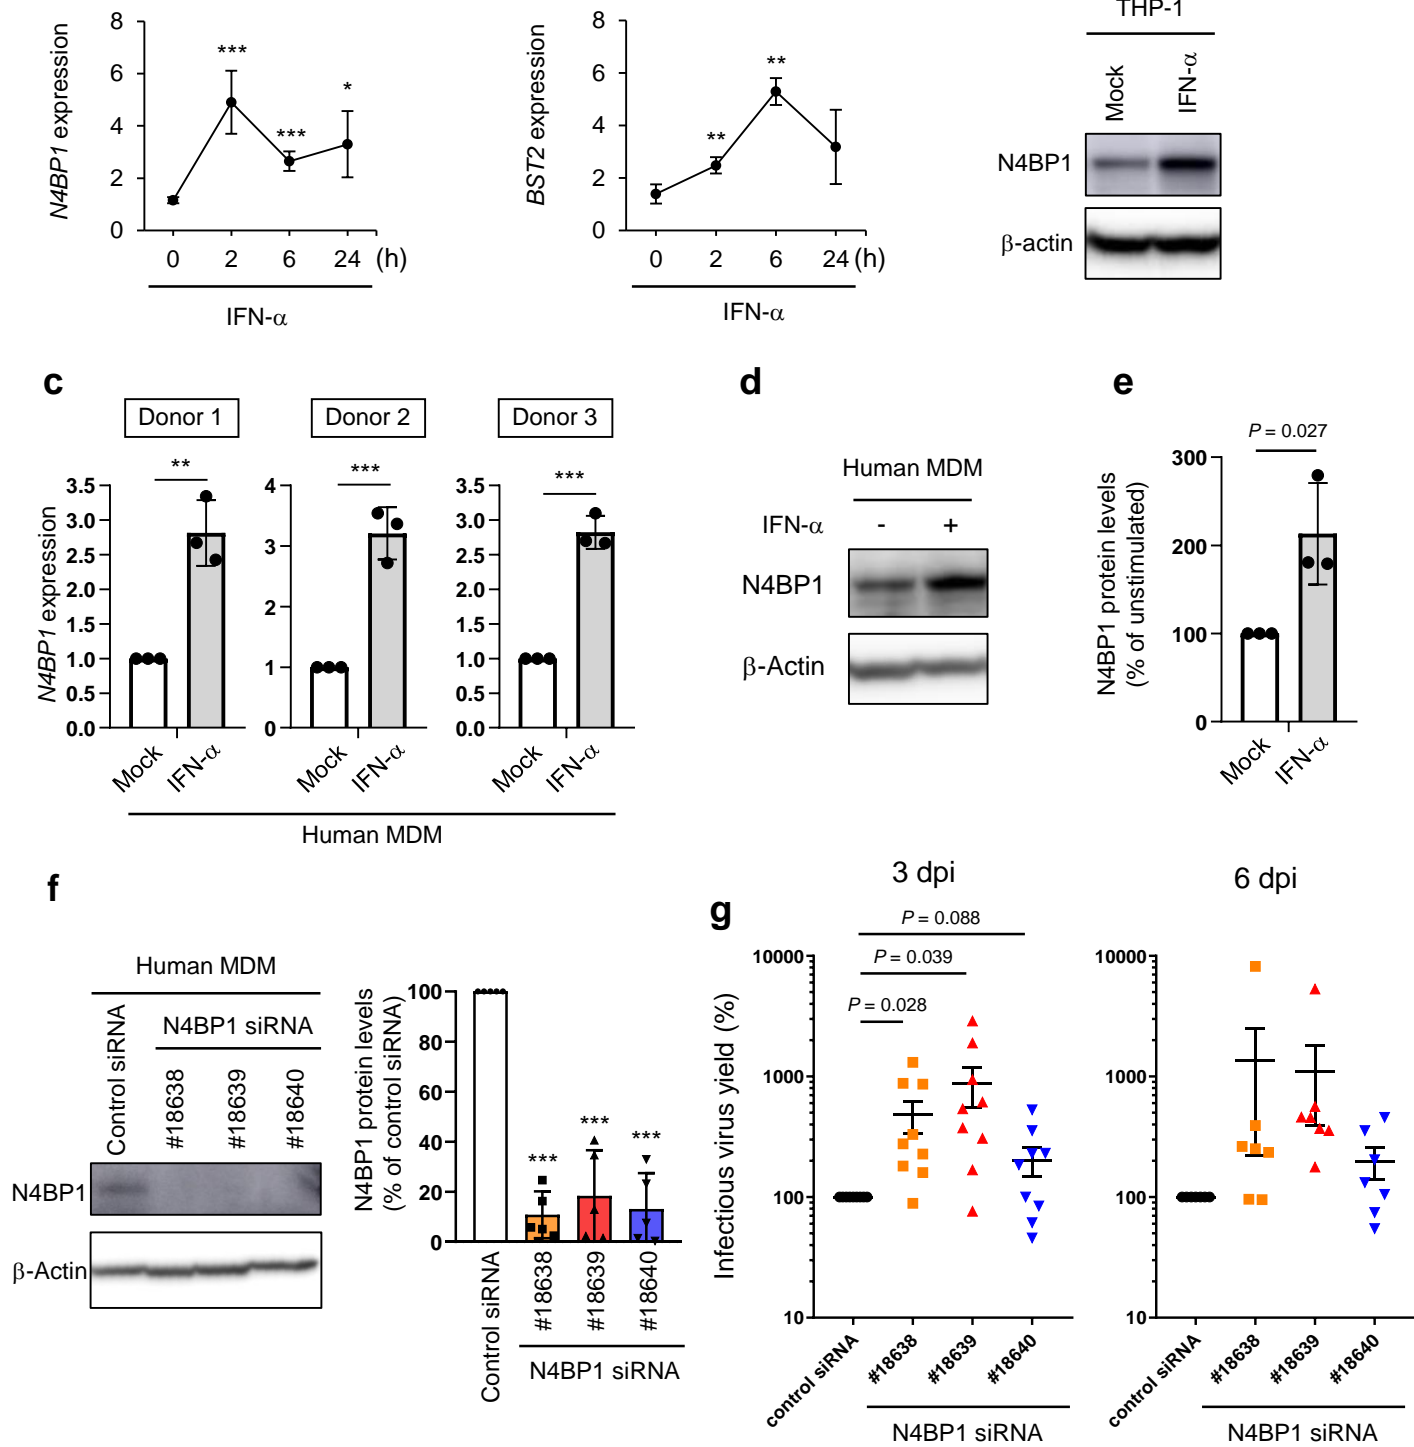 8
6
4
2
0
N4BP1 expression
***
***
*
0 2 6 24 (h)
IFN-α
8
6
4
2
0
BST2 expression
**
**
0 2 6 24 (h)
IFN-α
THP-1
Mock
IFN-α
N4BP1
β-actin
c
Donor 1
Donor 2
Donor 3
N4BP1 expression
**
3.5
3.0
2.5
2.0
1.5
1.0
0.5
0.0
Mock
IFN-α
***
4
3
2
1
0
Mock
IFN-α
***
3.5
3.0
2.5
2.0
1.5
1.0
0.5
0.0
Mock
IFN-α
Human MDM
d
Human MDM
IFN-α - +
N4BP1
β-Actin
e
P = 0.027
N4BP1 protein levels
(% of unstimulated)
300
200
100
0
Mock
IFN-α
f
Human MDM
Control siRNA
N4BP1 siRNA
#18638
#18639
#18640
N4BP1
β-Actin
N4BP1 protein levels
(% of control siRNA)
100
80
60
40
20
0
***
***
***
Control siRNA
#18638
#18639
#18640
N4BP1 siRNA
g
3 dpi
Infectious virus yield (%)
P = 0.088
P = 0.039
P = 0.028
10000
1000
100
10
control siRNA
#18638
#18639
#18640
N4BP1 siRNA
6 dpi
10000
1000
100
10
control siRNA
#18638
#18639
#18640
N4BP1 siRNA